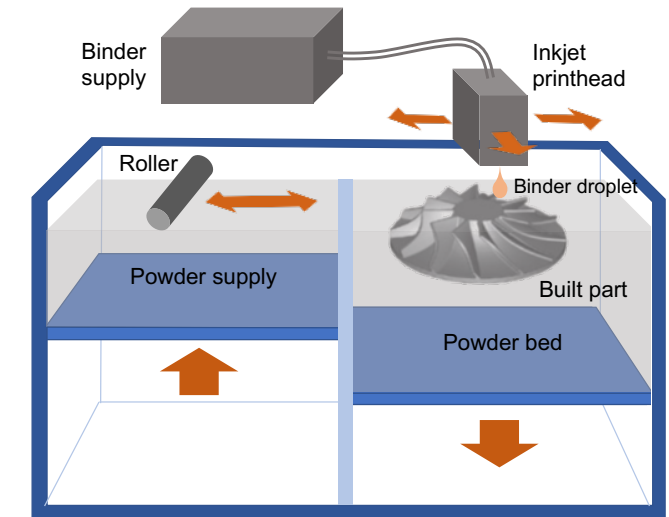 Binder
supply
Inkjet
printhead
Roller
Binder droplet
Powder supply
Built part
Powder bed